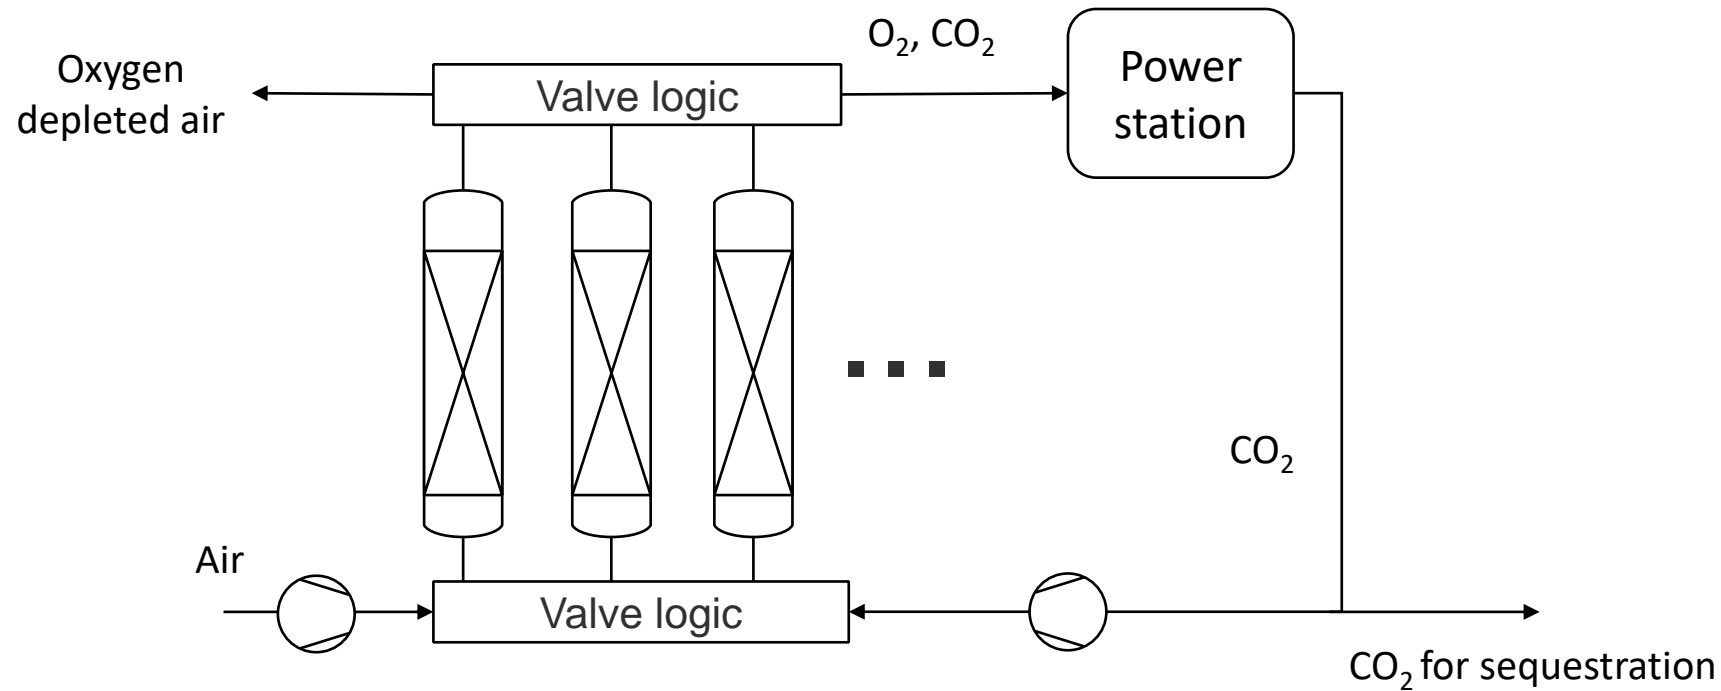 O₂, CO₂
Oxygen
depleted air
Valve logic
Power
station
CO₂
Air
Valve logic
CO₂ for sequestration